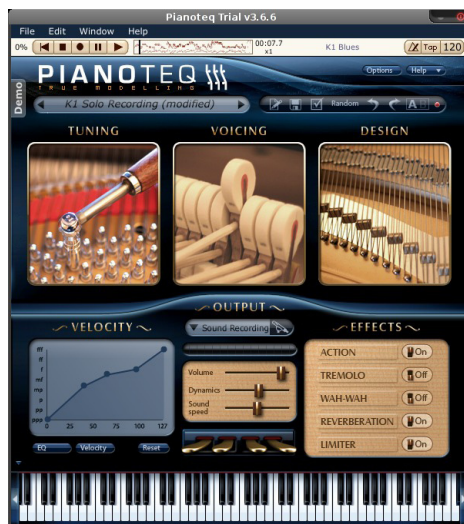 Pianoteq Trial v3.6.6
File Edit Window Help
0% 00:07.7 x1 K1 Blues Tap 120
PIANOTEQ
TRUE MODELLING
Options Help
Demo
K1 Solo Recording (modified)
Random A B
TUNING VOICING DESIGN
OUTPUT
VELOCITY
Sound Recording
EFFECTS
fff
ff
f
mf
mp
p
pp
ppp
0 25 50 75 100 127
Volume
Dynamics
Sound speed
ACTION On
TREMOLO Off
WAH-WAH Off
REVERBERATION On
LIMITER On
EQ Velocity Reset